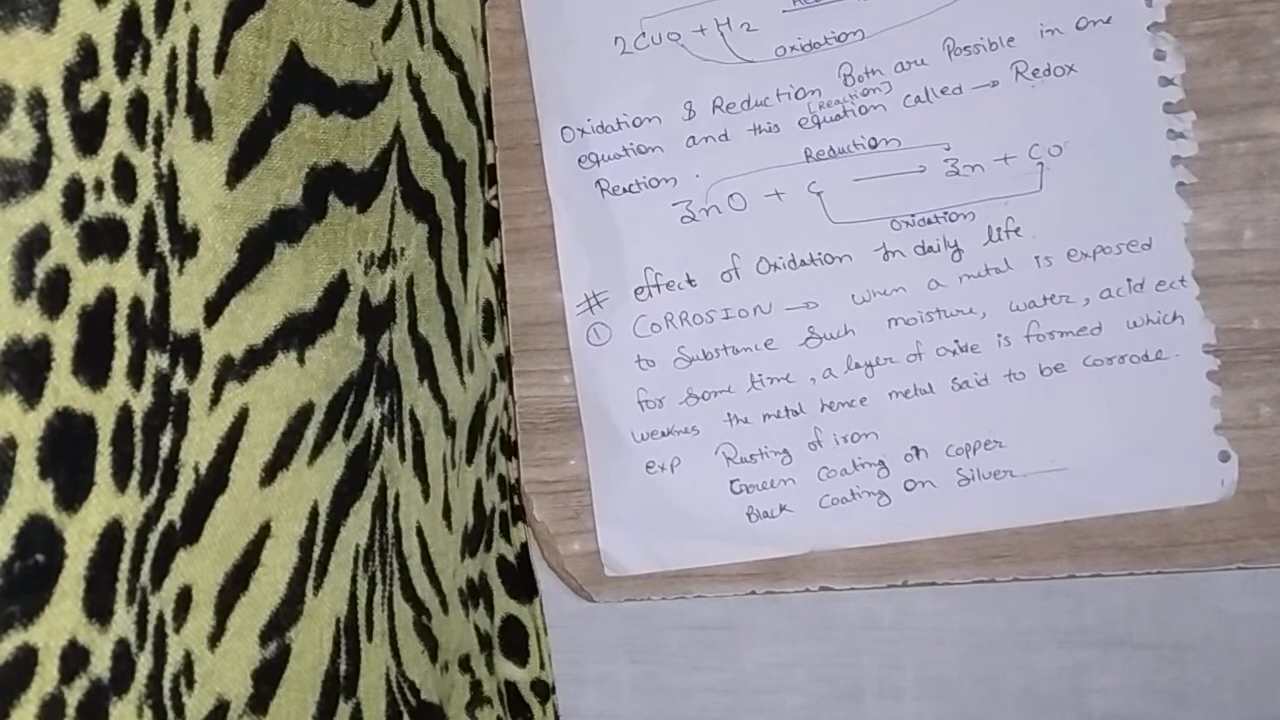 2CuO + H2
Oxidation
Oxidation & Reduction Both are Possible in one
[Reaction]
equation and this equation called → Redox
Reaction.
Reduction
ZnO + C → Zn + CO
Oxidation
# effect of Oxidation In daily life.
① CORROSION → when a metal is exposed
to Substance Such moisture, water, acid ect
for some time, a layer of oxide is formed which
weaknes the metal hence metal said to be corrode.
exp Rusting of iron
Green coating on copper
Black coating on Silver